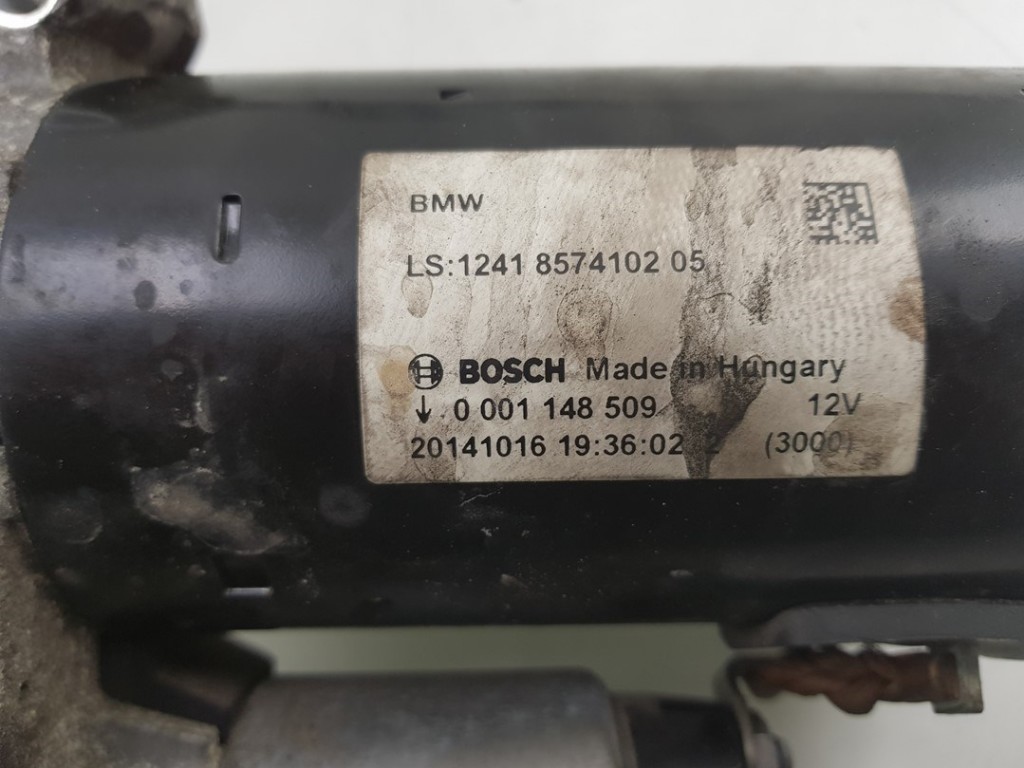 BMW
LS:1241 8574102 05
BOSCH Made in Hungary
↓ 0 001 148 509 12V
20141016 19:36:02 2 (3000)